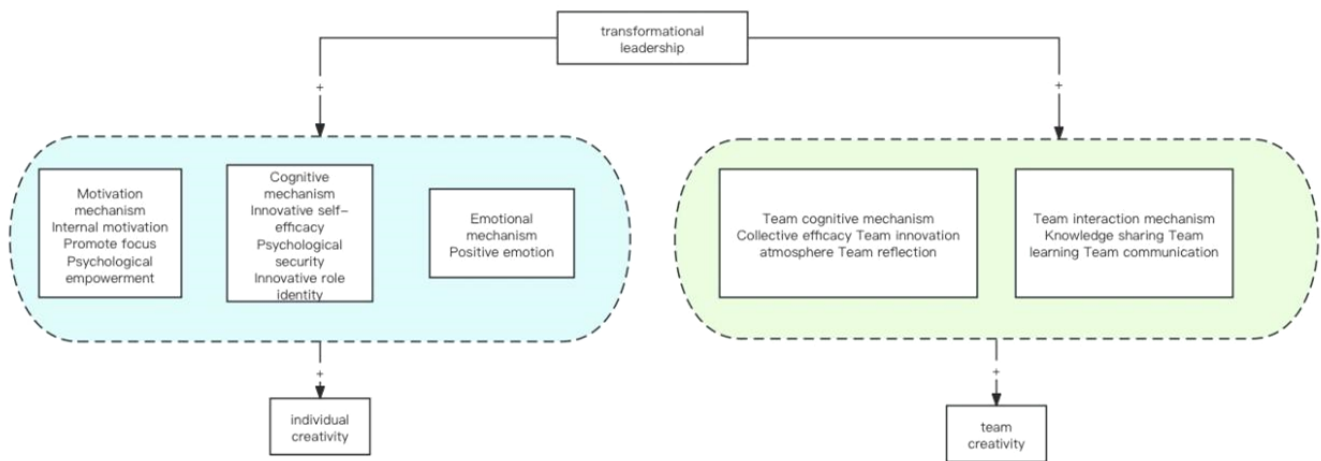 transformational
leadership
+
+
Motivation
mechanism
Internal motivation
Promote focus
Psychological
empowerment
Cognitive
mechanism
Innovative self-
efficacy
Psychological
security
Innovative role
identity
Emotional
mechanism
Positive emotion
Team cognitive mechanism
Collective efficacy Team innovation
atmosphere Team reflection
Team interaction mechanism
Knowledge sharing Team
learning Team communication
+
+
individual
creativity
team
creativity